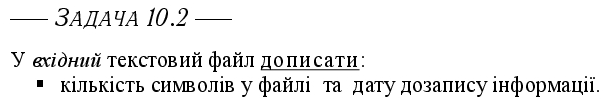 ── ЗАДАЧА 10.2 ──
У вхідний текстовий файл дописати:
▪ кількість символів у файлі та дату дозапису інформації.